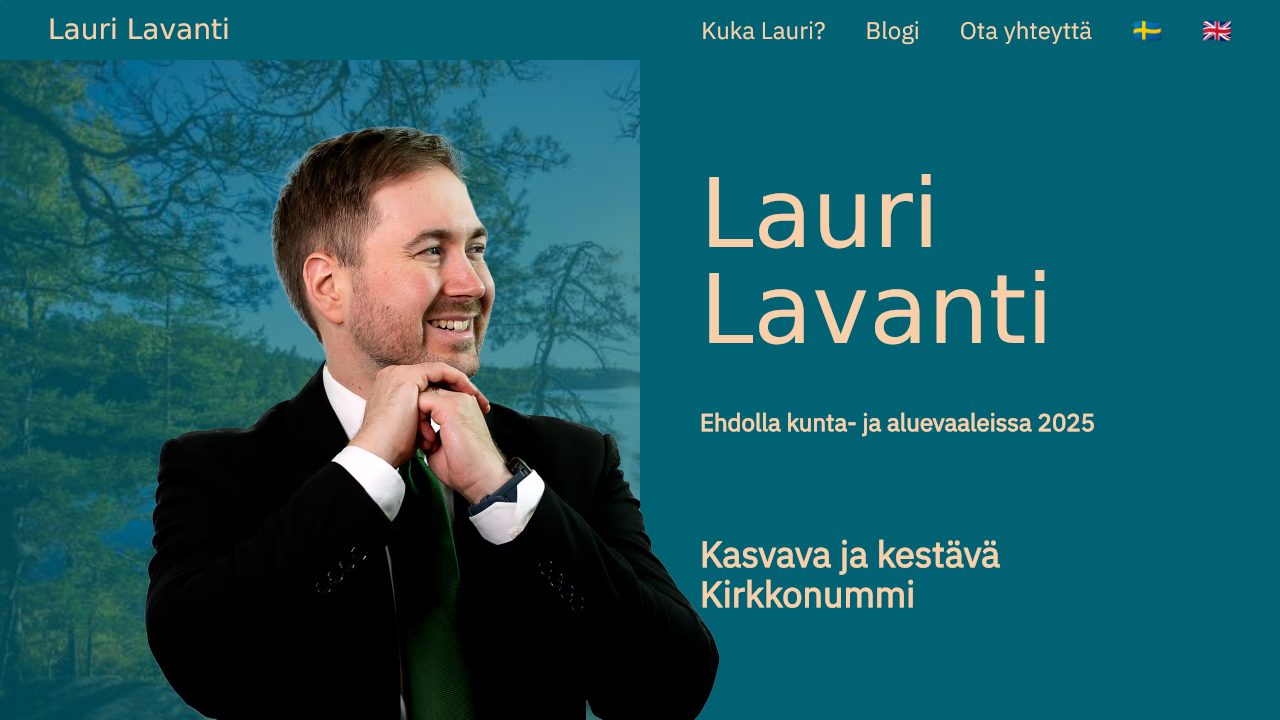 Lauri Lavanti
Kuka Lauri? Blogi Ota yhteyttä
Lauri
Lavanti
Ehdolla kunta- ja aluevaaleissa 2025
Kasvava ja kestävä
Kirkkonummi